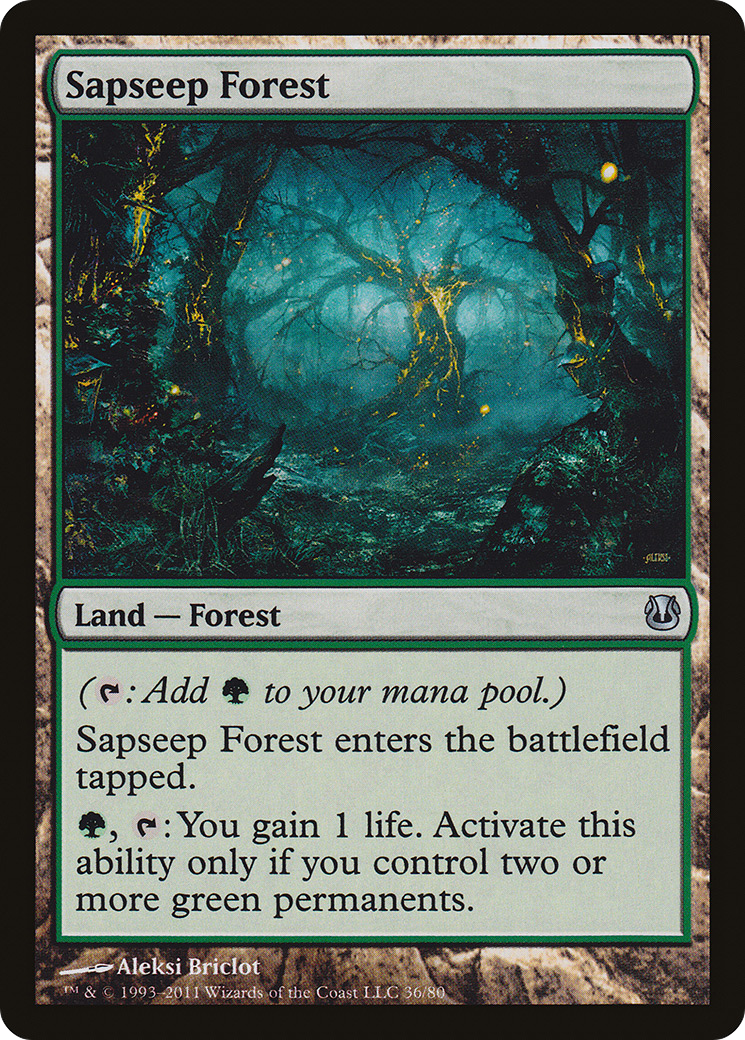 Sapseep Forest
Land — Forest
( : Add to your mana pool.)
Sapseep Forest enters the battlefield
tapped.
, : You gain 1 life. Activate this
ability only if you control two or
more green permanents.
Aleksi Briclot
™ & © 1993–2011 Wizards of the Coast LLC 36/80